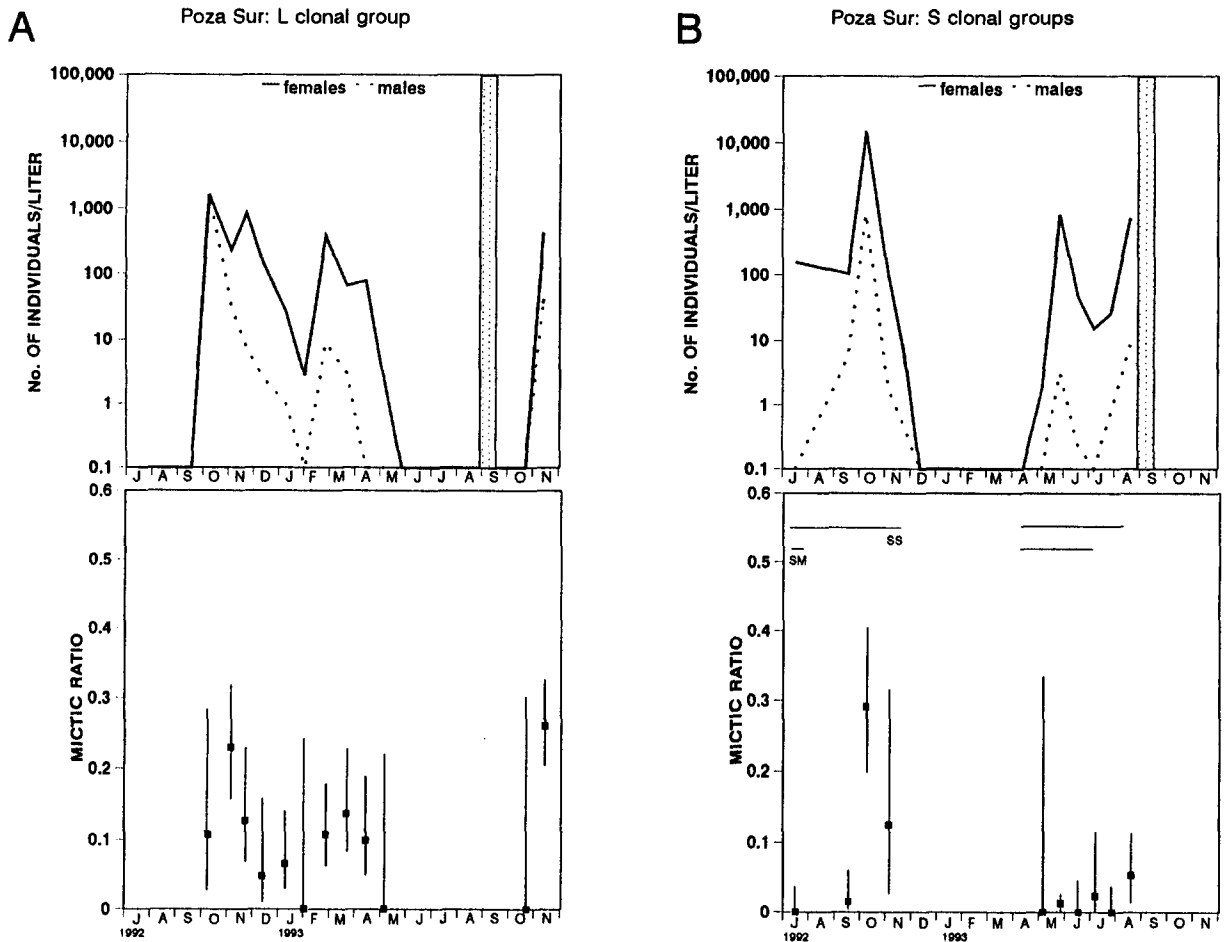 A
Poza Sur: L clonal group
No. OF INDIVIDUALS/LITER
100,000
10,000
1,000
100
10
1
0.1
females males
J A S O N D J F M A M J J A S O N
MICTIC RATIO
0.6
0.5
0.4
0.3
0.2
0.1
0
J A S O N D J F M A M J J A S O N
1992 1993
B
Poza Sur: S clonal groups
No. OF INDIVIDUALS/LITER
100,000
10,000
1,000
100
10
1
0.1
females males
J A S O N D J F M A M J J A S O N
MICTIC RATIO
0.6
0.5
0.4
0.3
0.2
0.1
0
SS
SM
J A S O N D J F M A M J J A S O N
1992 1993